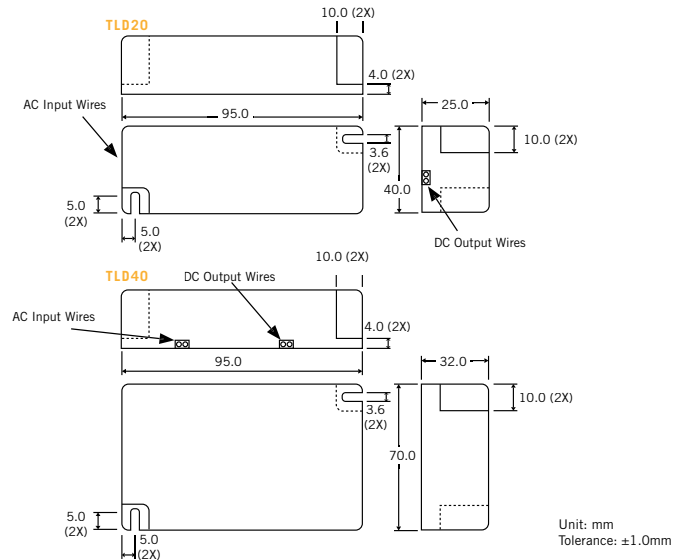 10.0 (2X)
TLD20
4.0 (2X)
AC Input Wires
95.0
25.0
3.6
(2X)
10.0 (2X)
40.0
5.0
(2X)
5.0
(2X)
DC Output Wires
10.0 (2X)
TLD40
DC Output Wires
AC Input Wires
4.0 (2X)
95.0
32.0
3.6
(2X)
10.0 (2X)
70.0
5.0
(2X)
5.0
(2X)
Unit: mm
Tolerance: ±1.0mm